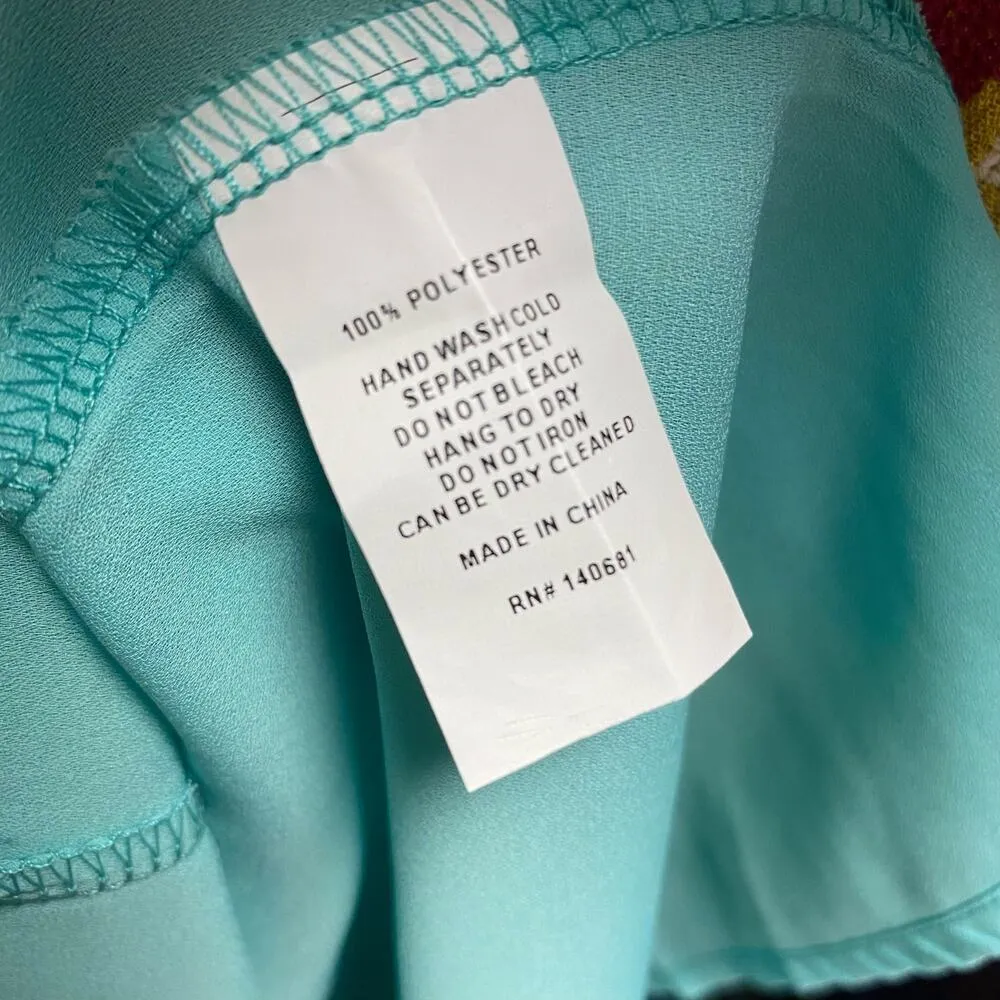 100% POLYESTER
HAND WASH COLD
SEPARATELY
DO NOT BLEACH
HANG TO DRY
DO NOT IRON
CAN BE DRY CLEANED
MADE IN CHINA
RN# 140681